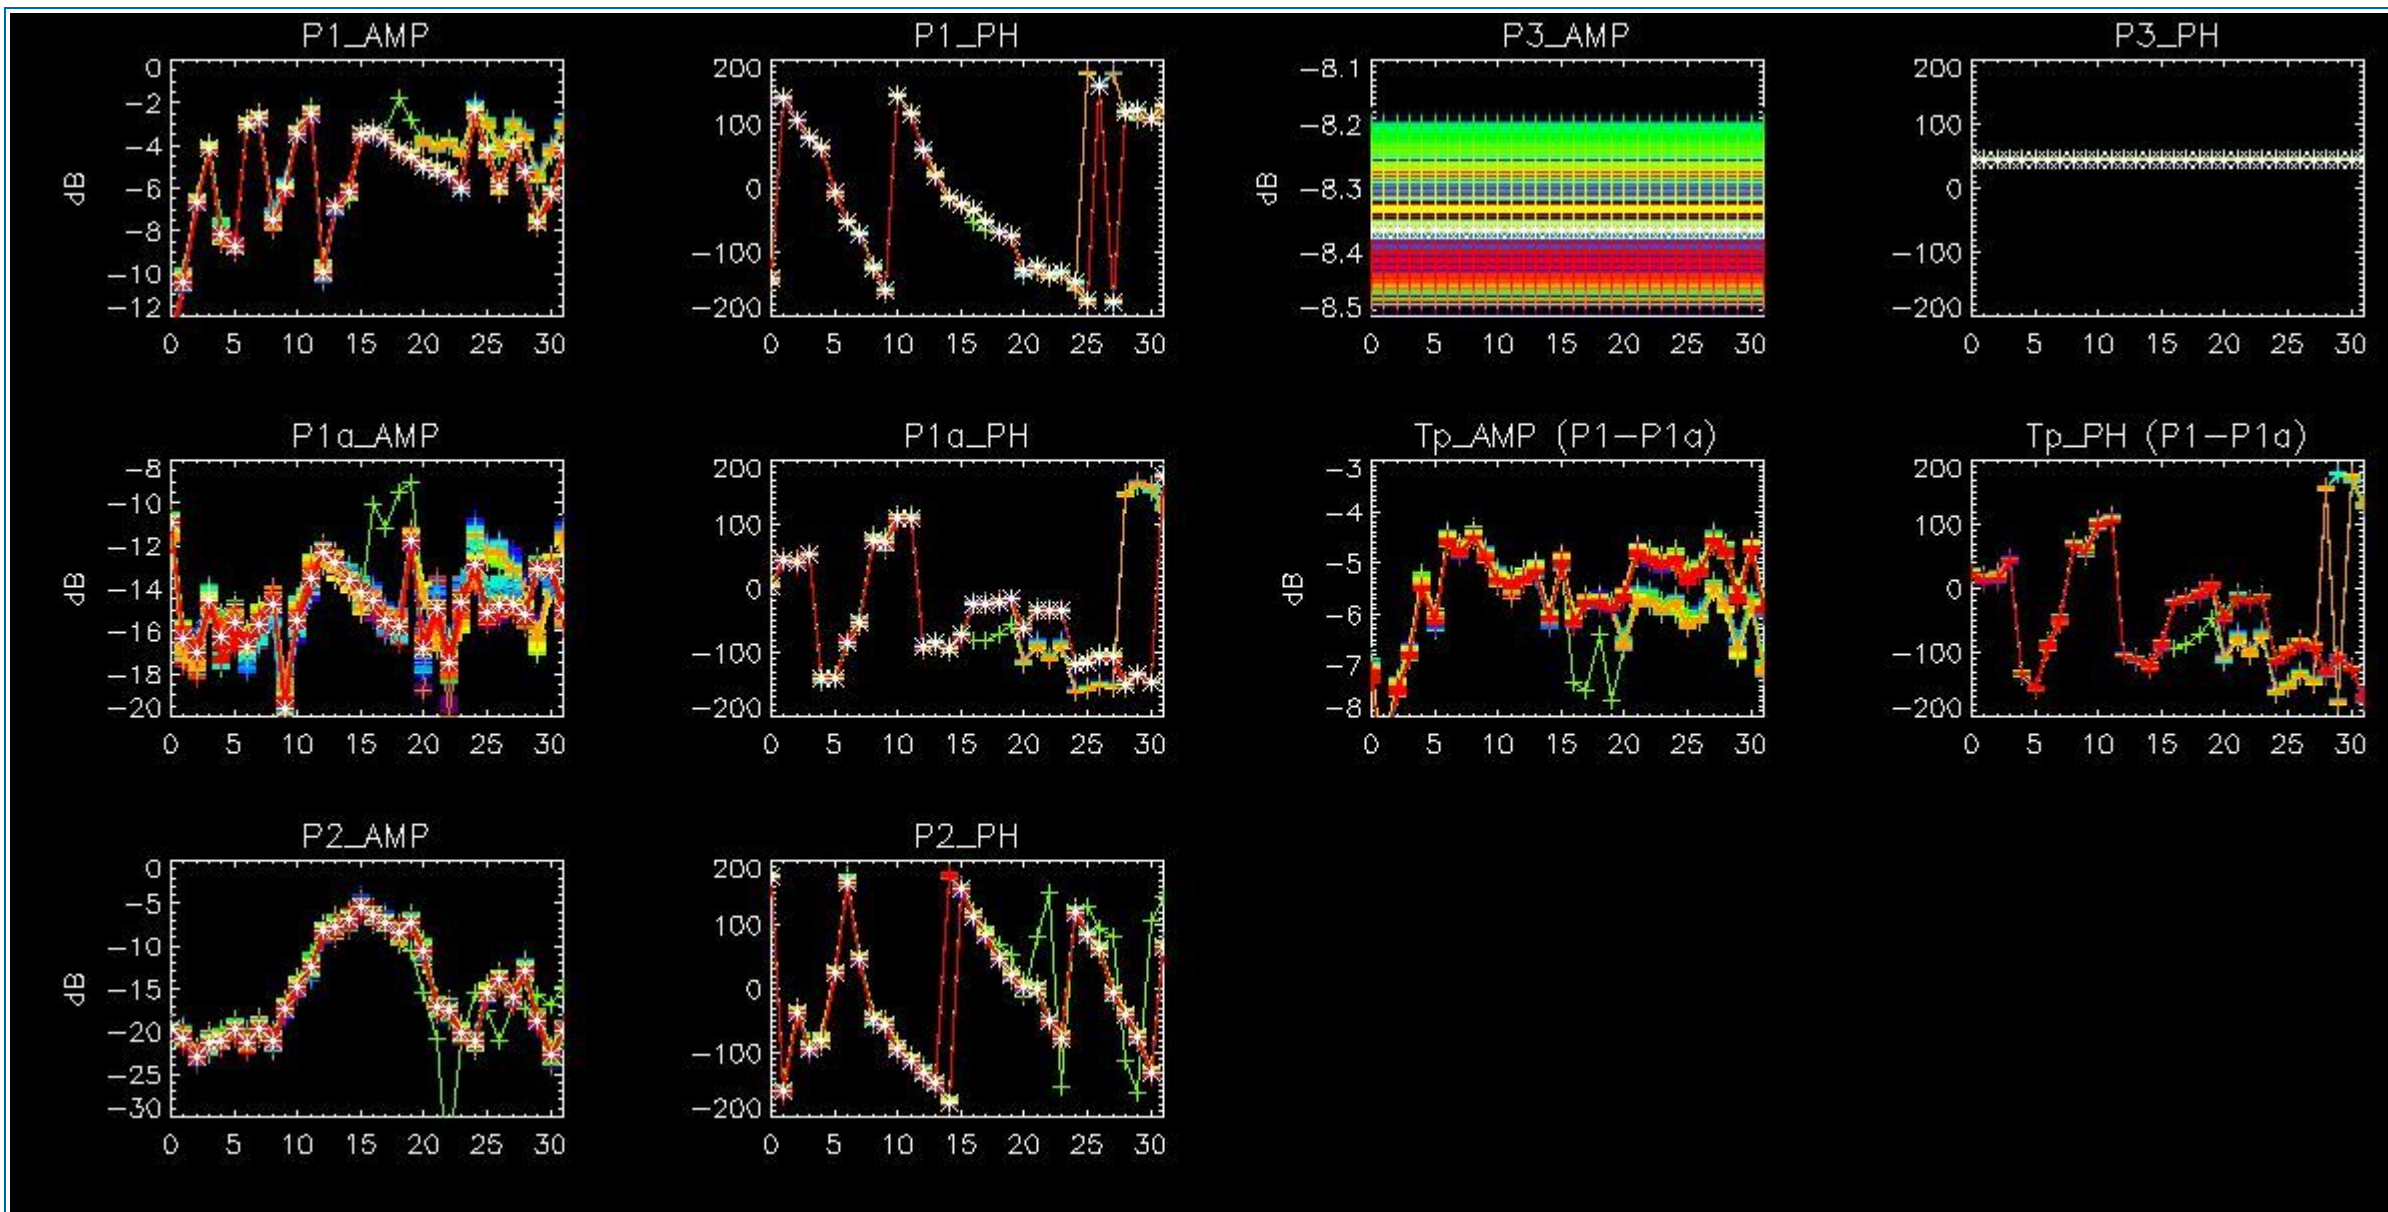 P1_AMP
P1_PH
P3_AMP
P3_PH
0
−2
−4
−6
−8
−10
−12
dB
0 5 10 15 20 25 30
200
100
0
−100
−200
0 5 10 15 20 25 30
−8.1
−8.2
−8.3
−8.4
−8.5
dB
0 5 10 15 20 25 30
200
100
0
−100
−200
0 5 10 15 20 25 30
P1a_AMP
P1a_PH
Tp_AMP (P1−P1a)
Tp_PH (P1−P1a)
−8
−10
−12
−14
−16
−18
−20
dB
0 5 10 15 20 25 30
200
100
0
−100
−200
0 5 10 15 20 25 30
−3
−4
−5
−6
−7
−8
dB
0 5 10 15 20 25 30
200
100
0
−100
−200
0 5 10 15 20 25 30
P2_AMP
P2_PH
0
−5
−10
−15
−20
−25
−30
dB
0 5 10 15 20 25 30
200
100
0
−100
−200
0 5 10 15 20 25 30